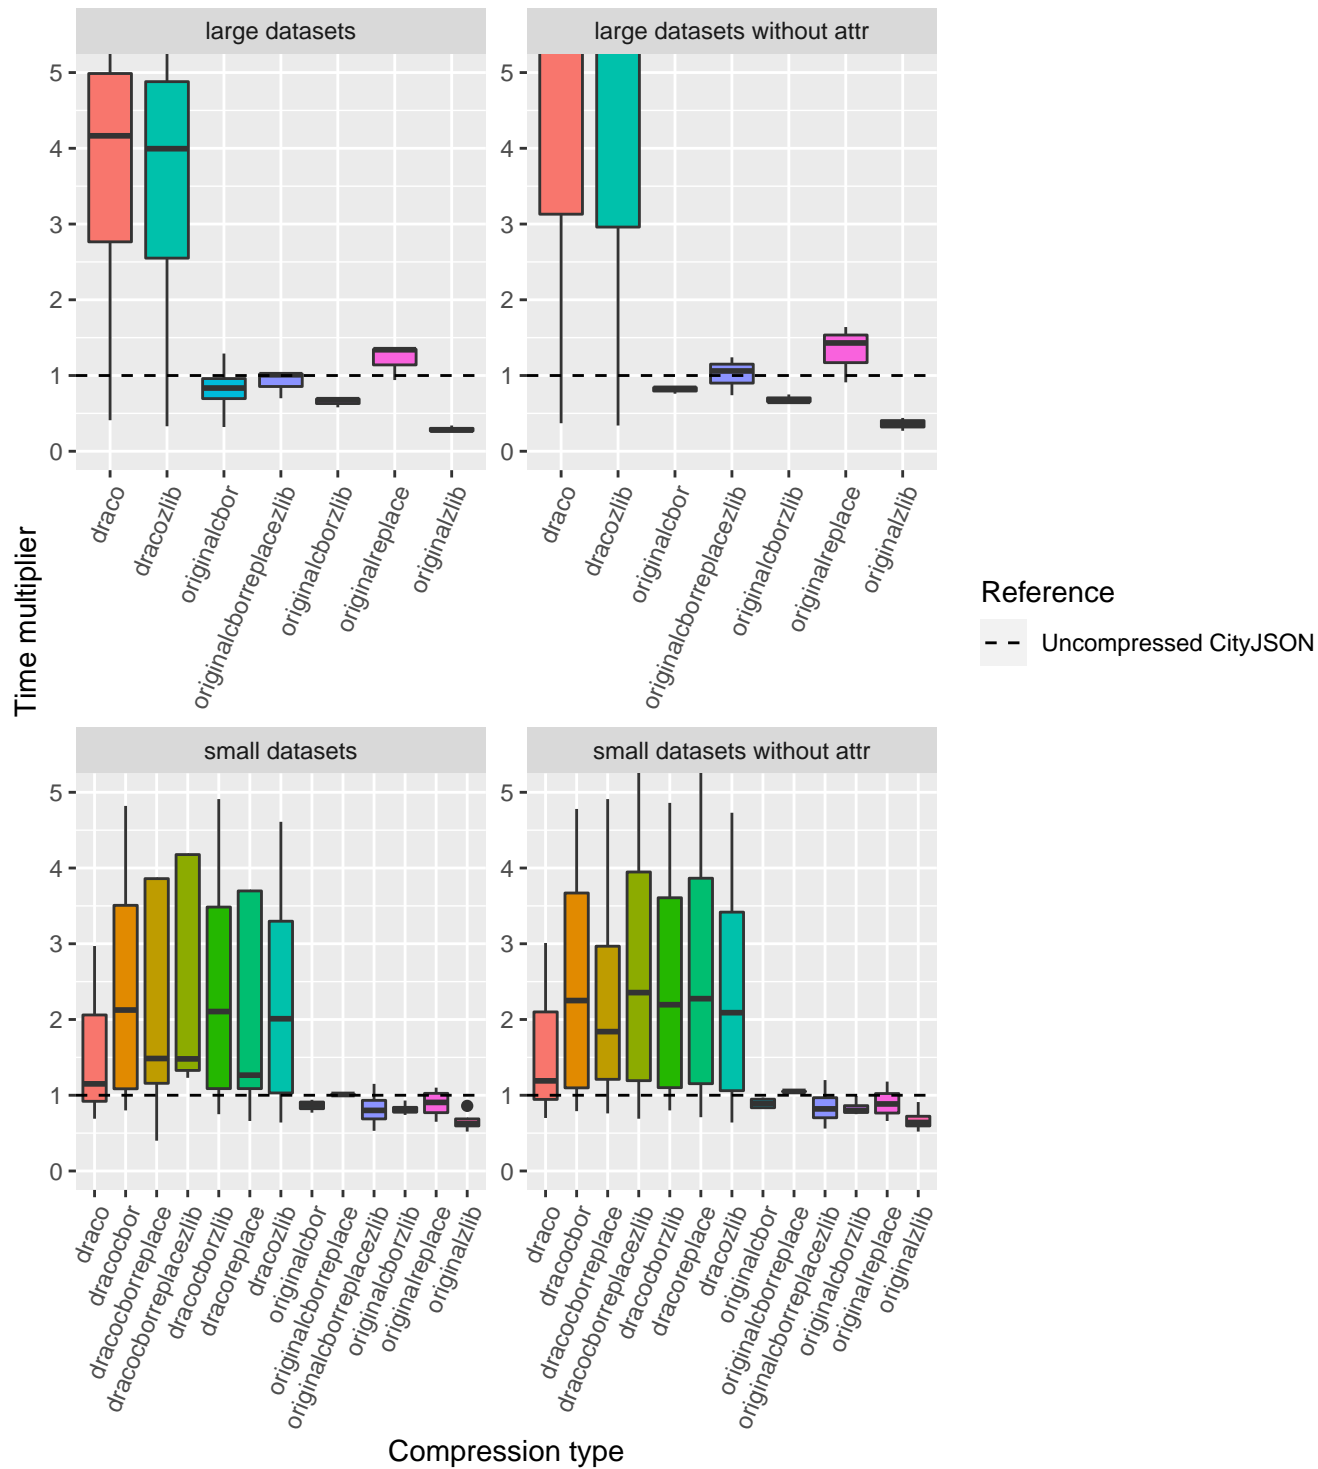 large datasets
large datasets without attr
5
4
3
2
1
0
5
4
3
2
1
0
draco
dracozlib
originalcbor
originalcborreplacezlib
originalcborzlib
originalreplace
originalzlib
draco
dracozlib
originalcbor
originalcborreplacezlib
originalcborzlib
originalreplace
originalzlib
Time multiplier
Reference
Uncompressed CityJSON
small datasets
small datasets without attr
5
4
3
2
1
0
5
4
3
2
1
0
draco
dracocbor
dracocborreplace
dracocborreplacezlib
dracocborzlib
dracoreplace
dracozlib
originalcbor
originalcborreplace
originalcborreplacezlib
originalcborzlib
originalreplace
originalzlib
draco
dracocbor
dracocborreplace
dracocborreplacezlib
dracocborzlib
dracoreplace
dracozlib
originalcbor
originalcborreplace
originalcborreplacezlib
originalcborzlib
originalreplace
originalzlib
Compression type